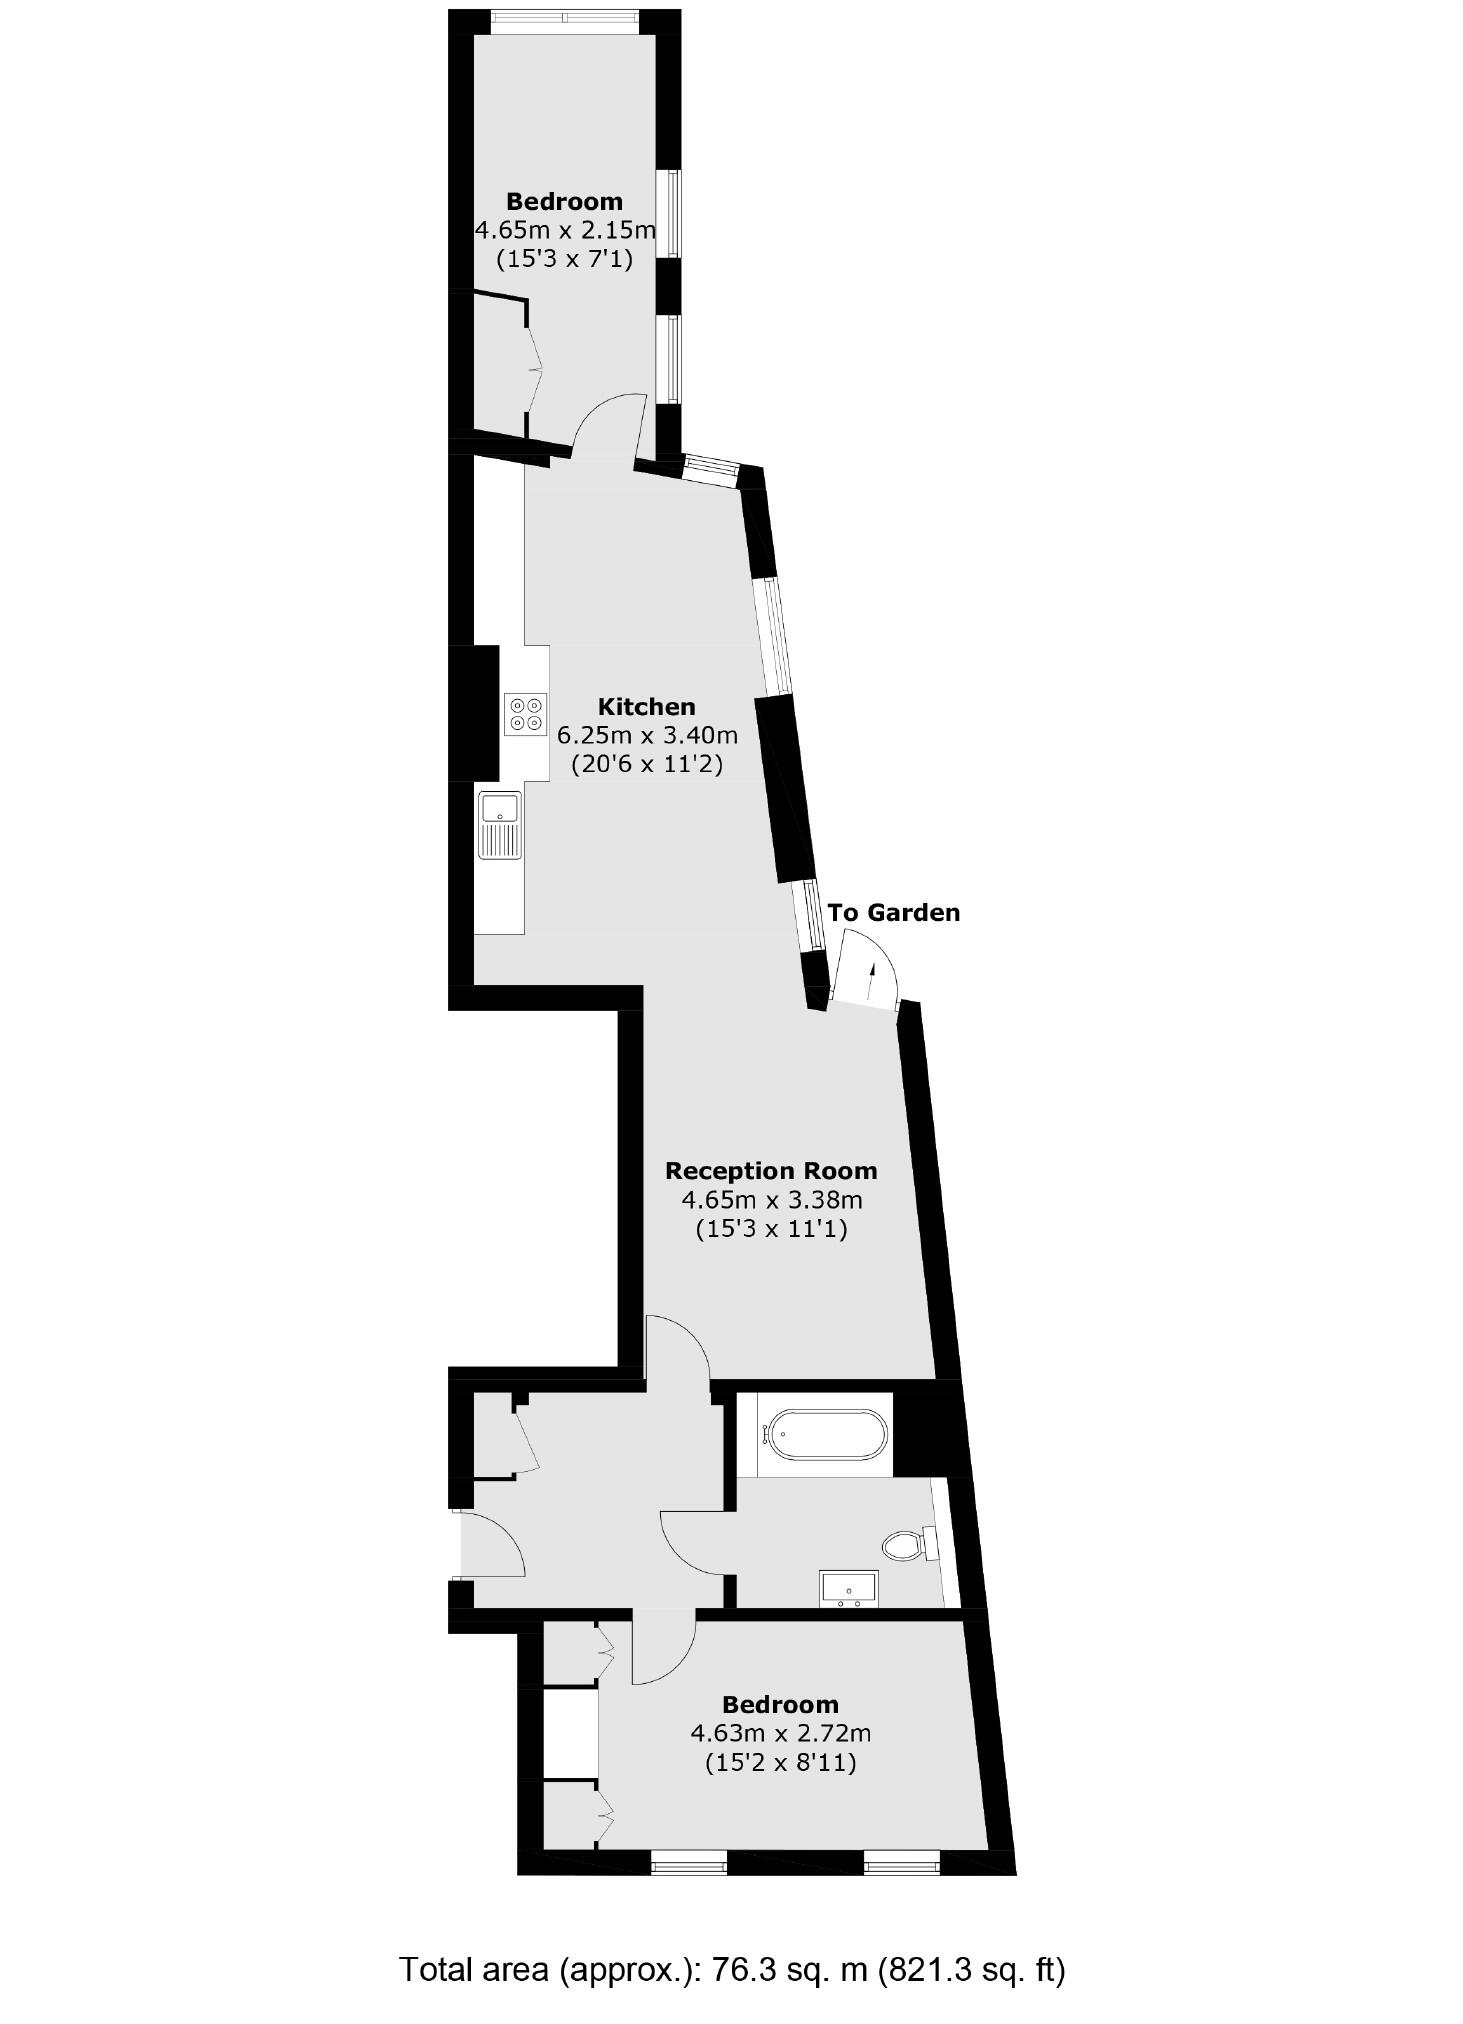 Bedroom
4.65m x 2.15m
(15'3 x 7'1)
Kitchen
6.25m x 3.40m
(20'6 x 11'2)
To Garden
Reception Room
4.65m x 3.38m
(15'3 x 11'1)
Bedroom
4.63m x 2.72m
(15'2 x 8'11)
Total area (approx.): 76.3 sq. m (821.3 sq. ft)